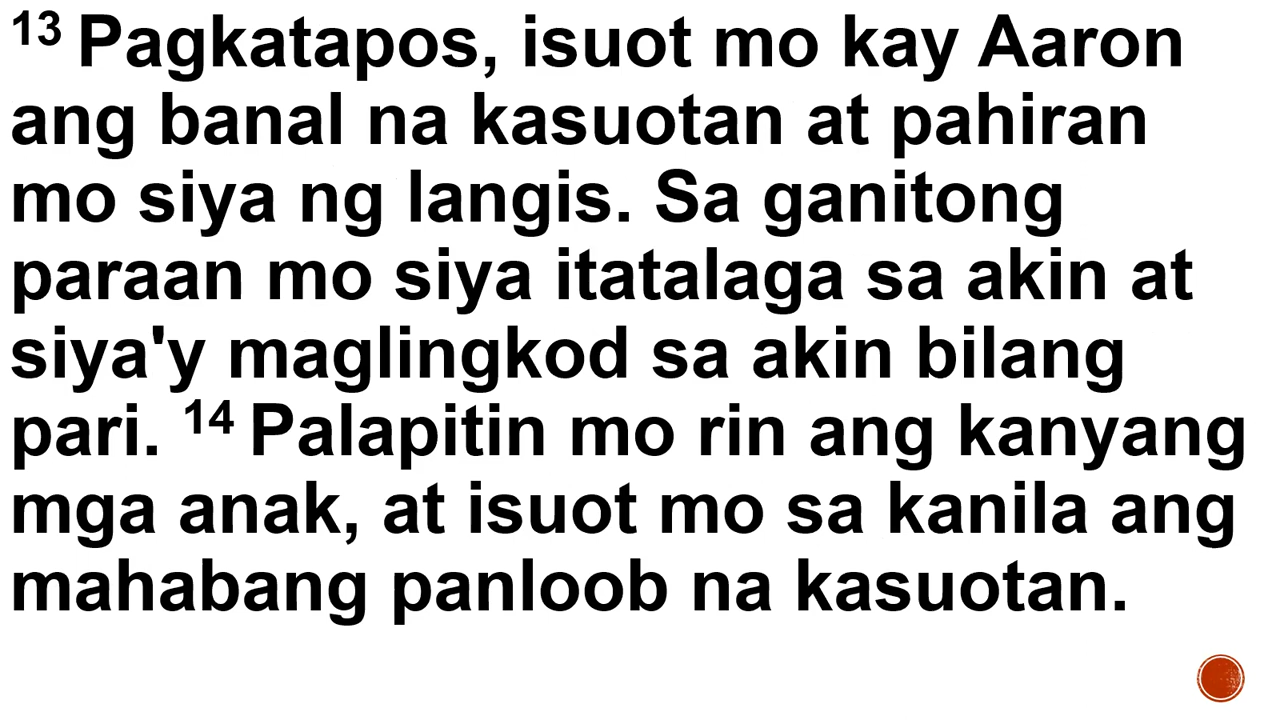 13 Pagkatapos, isuot mo kay Aaron
ang banal na kasuotan at pahiran
mo siya ng langis. Sa ganitong
paraan mo siya itatalaga sa akin at
siya'y maglingkod sa akin bilang
pari. 14 Palapitin mo rin ang kanyang
mga anak, at isuot mo sa kanila ang
mahabang panloob na kasuotan.